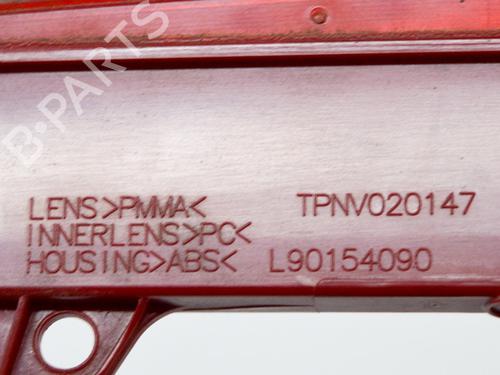 B-PARTS
LENS>PMMA< TPNV020147
INNERLENS>PC<
HOUSING>ABS< L90154090